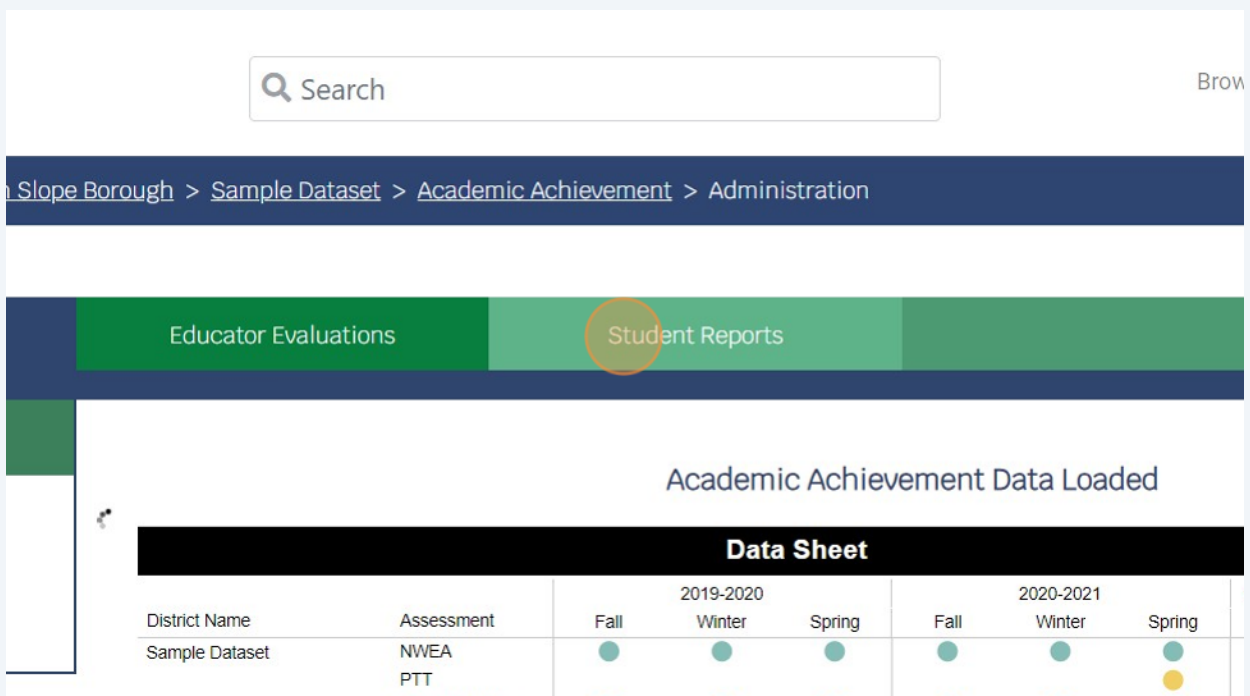 Search
Brow
n Slope Borough > Sample Dataset > Academic Achievement > Administration
Educator Evaluations Student Reports
Academic Achievement Data Loaded
Data Sheet
2019-2020 2020-2021
District Name Assessment Fall Winter Spring Fall Winter Spring
Sample Dataset NWEA
PTT